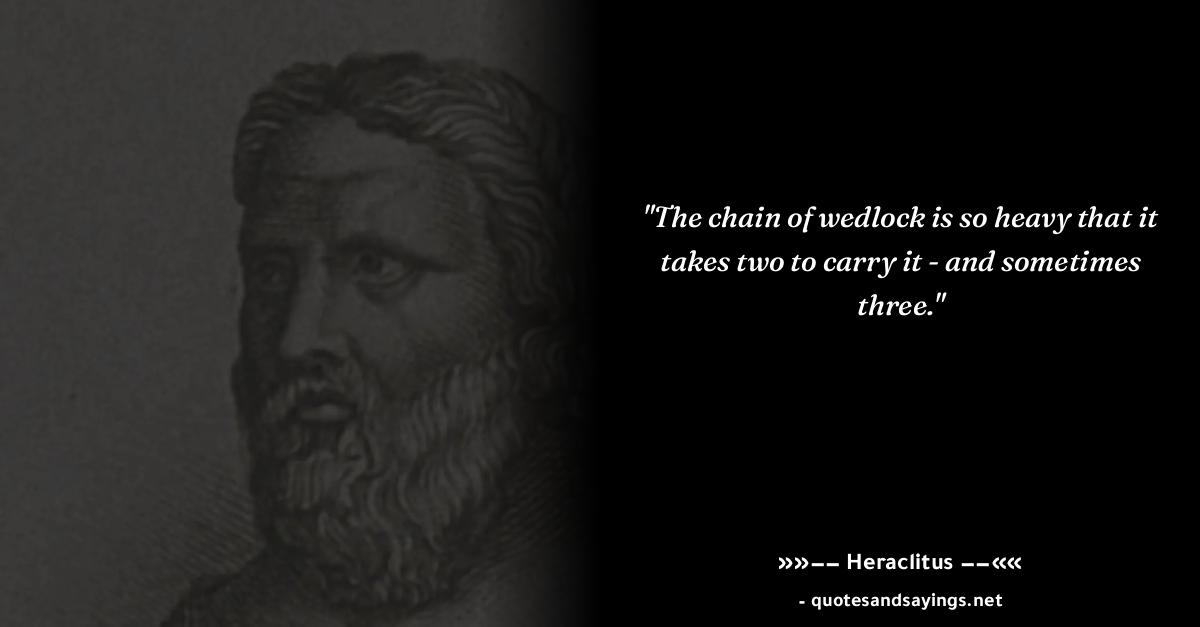 "The chain of wedlock is so heavy that it
takes two to carry it - and sometimes
three."
»»–– Heraclitus ––««
- quotesandsayings.net